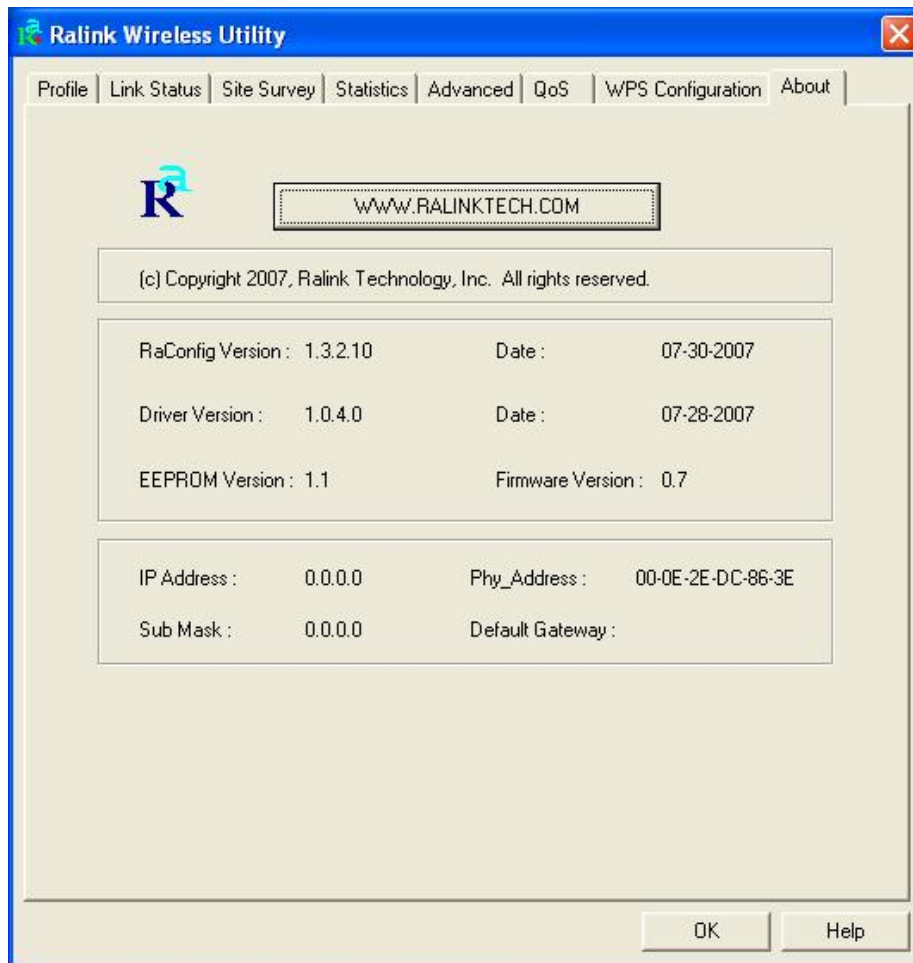 Ralink Wireless Utility
Profile Link Status Site Survey Statistics Advanced QoS WPS Configuration About
Ra WWW.RALINKTECH.COM
(c) Copyright 2007, Ralink Technology, Inc. All rights reserved.
RaConfig Version : 1.3.2.10 Date : 07-30-2007
Driver Version : 1.0.4.0 Date : 07-28-2007
EEPROM Version : 1.1 Firmware Version : 0.7
IP Address : 0.0.0.0 Phy_Address : 00-0E-2E-DC-86-3E
Sub Mask : 0.0.0.0 Default Gateway :
OK Help